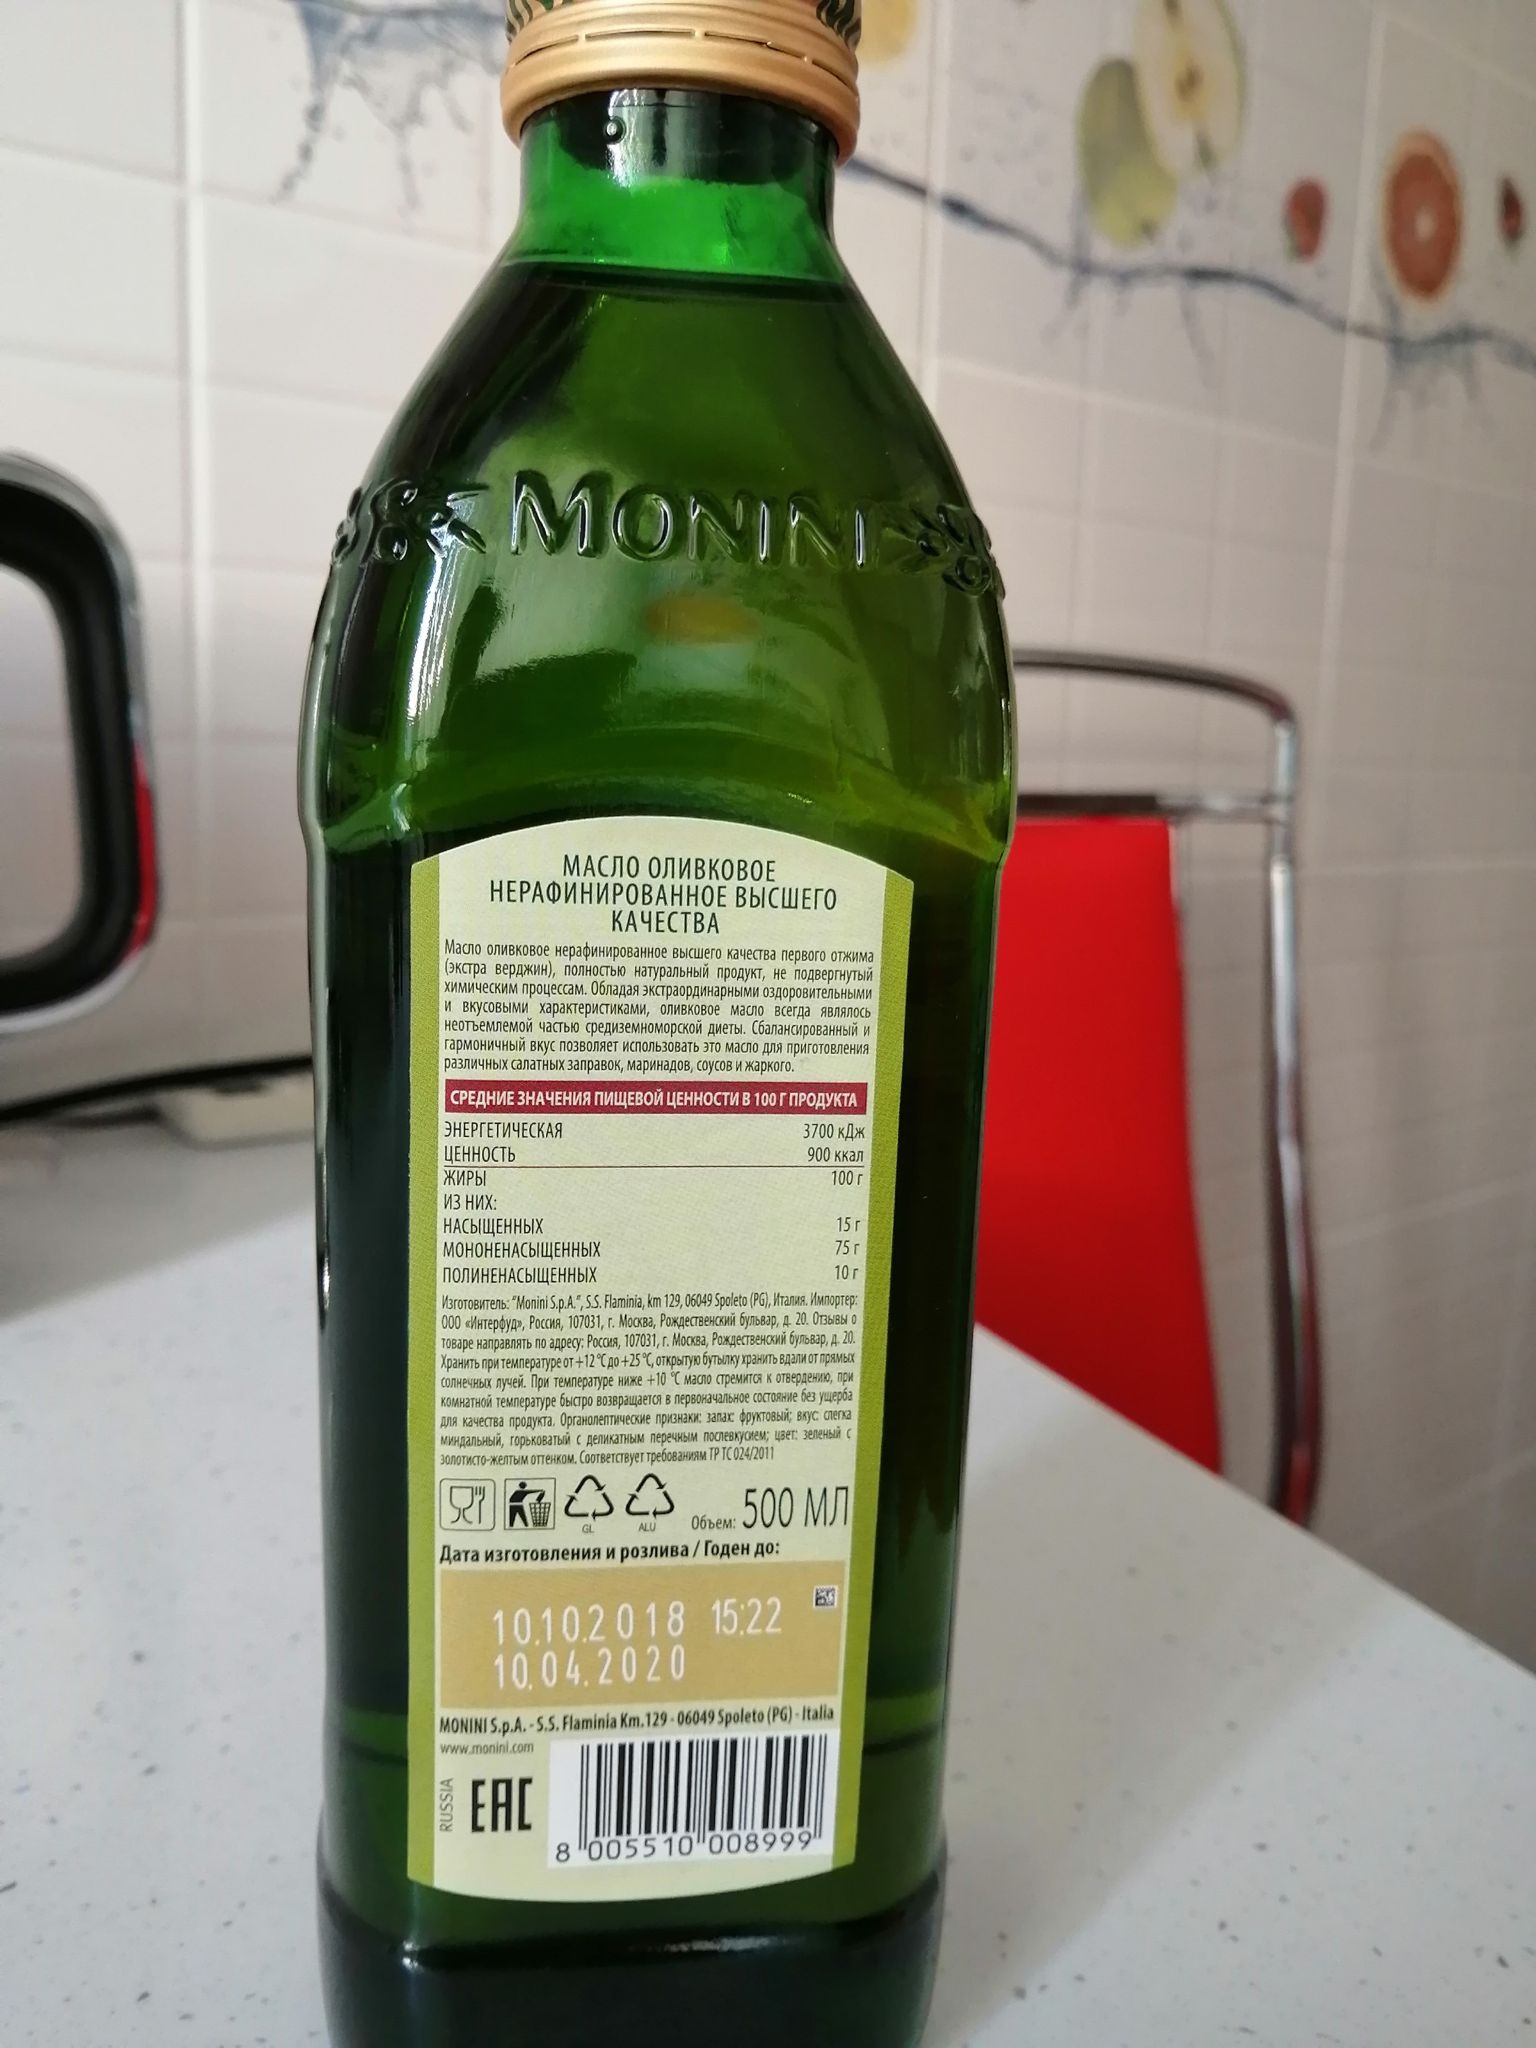 MONINI
МАСЛО ОЛИВКОВОЕ
НЕРАФИНИРОВАННОЕ ВЫСШЕГО
КАЧЕСТВА
Масло оливковое нерафинированное высшего качества первого отжима
(экстра верджин), полностью натуральный продукт, не подвергнутый
химическим процессам. Обладая экстраординарными оздоровительными
и вкусовыми характеристиками, оливковое масло всегда являлось
неотъемлемой частью средиземноморской диеты. Сбалансированный и
гармоничный вкус позволяет использовать это масло для приготовления
различных салатных заправок, маринадов, соусов и жаркого.
СРЕДНИЕ ЗНАЧЕНИЯ ПИЩЕВОЙ ЦЕННОСТИ В 100 Г ПРОДУКТА
ЭНЕРГЕТИЧЕСКАЯ 3700 кДж
ЦЕННОСТЬ 900 ккал
ЖИРЫ 100 г
ИЗ НИХ:
НАСЫЩЕННЫХ 15 г
МОНОНЕНАСЫЩЕННЫХ 75 г
ПОЛИНЕНАСЫЩЕННЫХ 10 г
Изготовитель: "Monini S.p.A.", S.S. Flaminia, km 129, 06049 Spoleto (PG), Италия. Импортер:
ООО «Интерфуд», Россия, 107031, г. Москва, Рождественский бульвар, д. 20. Отзывы о
товаре направлять по адресу: Россия, 107031, г. Москва, Рождественский бульвар, д. 20.
Хранить при температуре от +12 °С до +25 °С, открытую бутылку хранить вдали от прямых
солнечных лучей. При температуре ниже +10 °С масло стремится к отвердению, при
комнатной температуре быстро возвращается в первоначальное состояние без ущерба
для качества продукта. Органолептические признаки: запах: фруктовый; вкус: слегка
миндальный, горьковатый с деликатным перечным послевкусием; цвет: зеленый с
золотисто-желтым оттенком. Соответствует требованиям ТР ТС 024/2011
GL ALU Объем: 500 МЛ
Дата изготовления и розлива / Годен до:
10.10.2018 15:22
10.04.2020
MONINI S.p.A. - S.S. Flaminia Km.129 - 06049 Spoleto (PG) - Italia
www.monini.com
RUSSIA
EAC
8 005510 008999